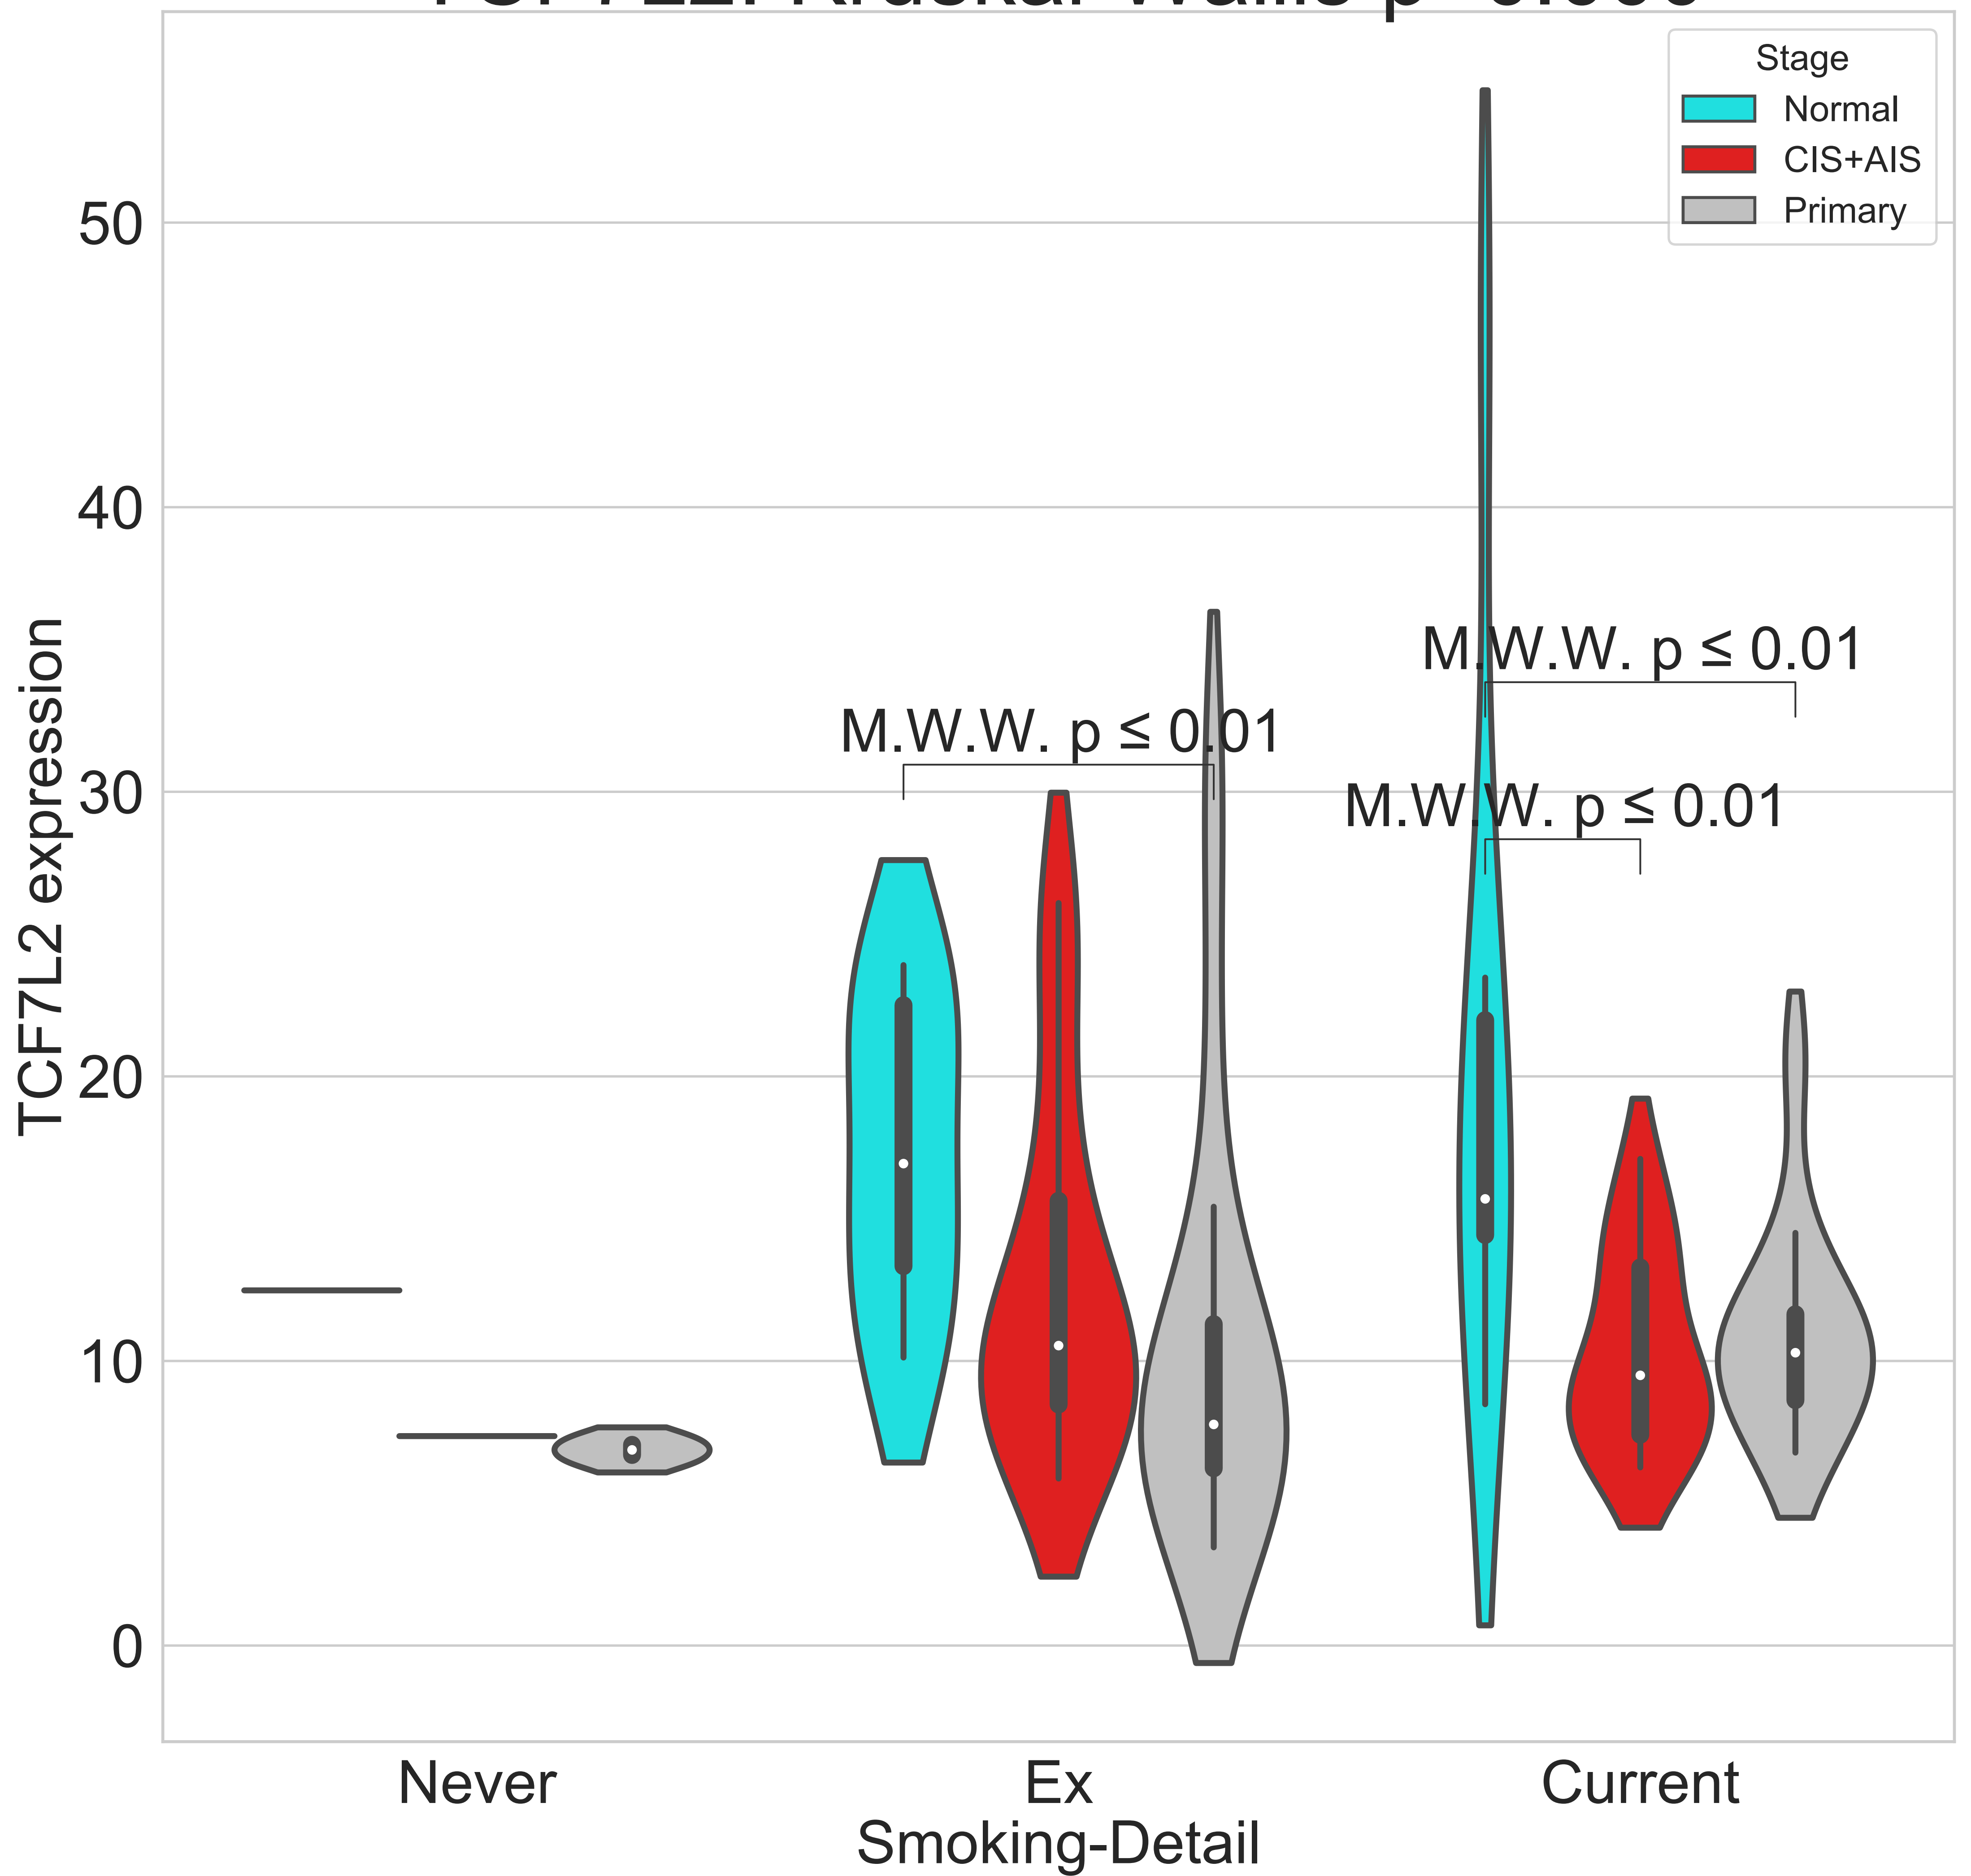 Stage
Normal
CIS+AIS
Primary
50
40
30
20
10
0
TCF7L2 expression
M.W.W. p ≤ 0.01
M.W.W. p ≤ 0.01
M.W.W. p ≤ 0.01
Never
Ex
Current
Smoking-Detail